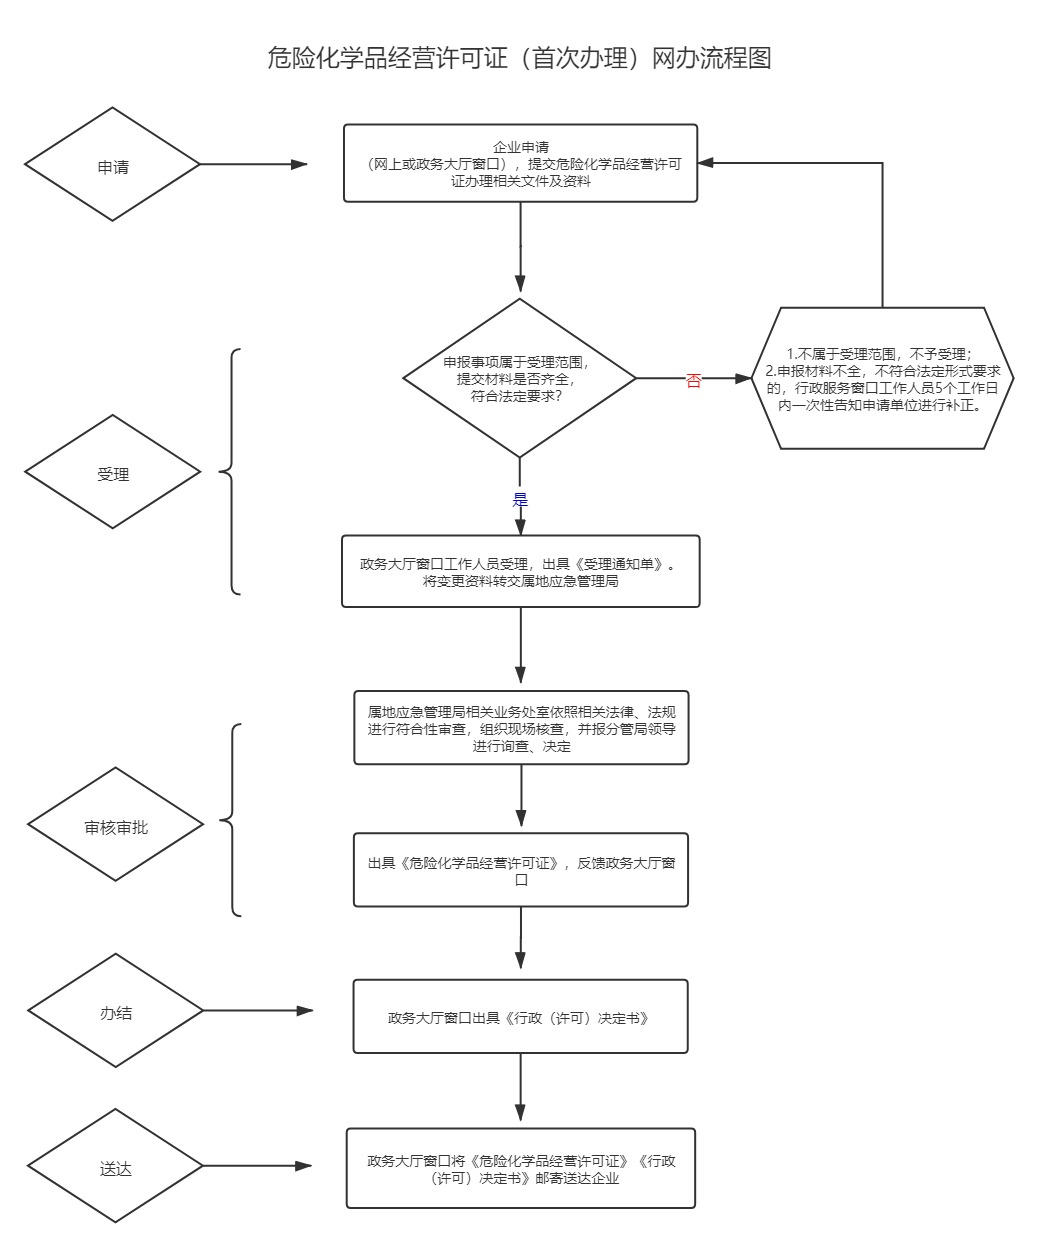 危险化学品经营许可证（首次办理）网办流程图
申请
企业申请
（网上或政务大厅窗口），提交危险化学品经营许可
证办理相关文件及资料
申报事项属于受理范围，
提交材料是否齐全，
符合法定要求？
否
1.不属于受理范围，不予受理；
2.申报材料不全，不符合法定形式要求
的，行政服务窗口工作人员5个工作日
内一次性告知申请单位进行补正。
受理
是
政务大厅窗口工作人员受理，出具《受理通知单》。
将变更资料转交属地应急管理局
属地应急管理局相关业务处室依照相关法律、法规
进行符合性审查，组织现场核查，并报分管局领导
进行询查、决定
审核审批
出具《危险化学品经营许可证》，反馈政务大厅窗
口
办结
政务大厅窗口出具《行政（许可）决定书》
送达
政务大厅窗口将《危险化学品经营许可证》《行政
（许可）决定书》邮寄送达企业